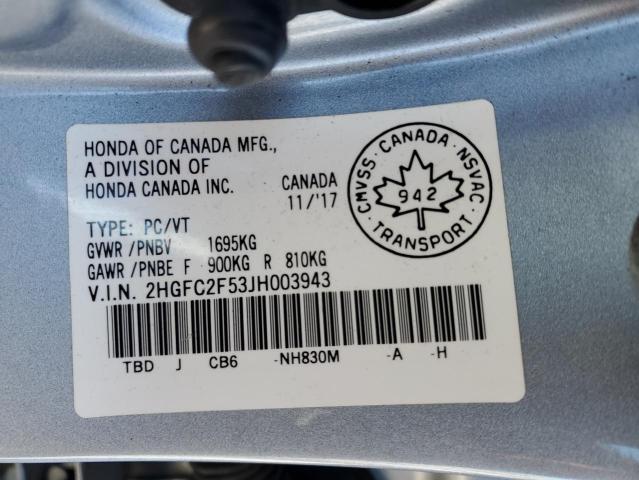 HONDA OF CANADA MFG.,
A DIVISION OF
HONDA CANADA INC.
CANADA
11/'17
CMVSS · CANADA · NSVAC
942
TRANSPORT
TYPE: PC/VT
GVWR/PNBV 1695KG
GAWR/PNBE F 900KG R 810KG
V.I.N. 2HGFC2F53JH003943
TBD J CB6 -NH830M -A -H